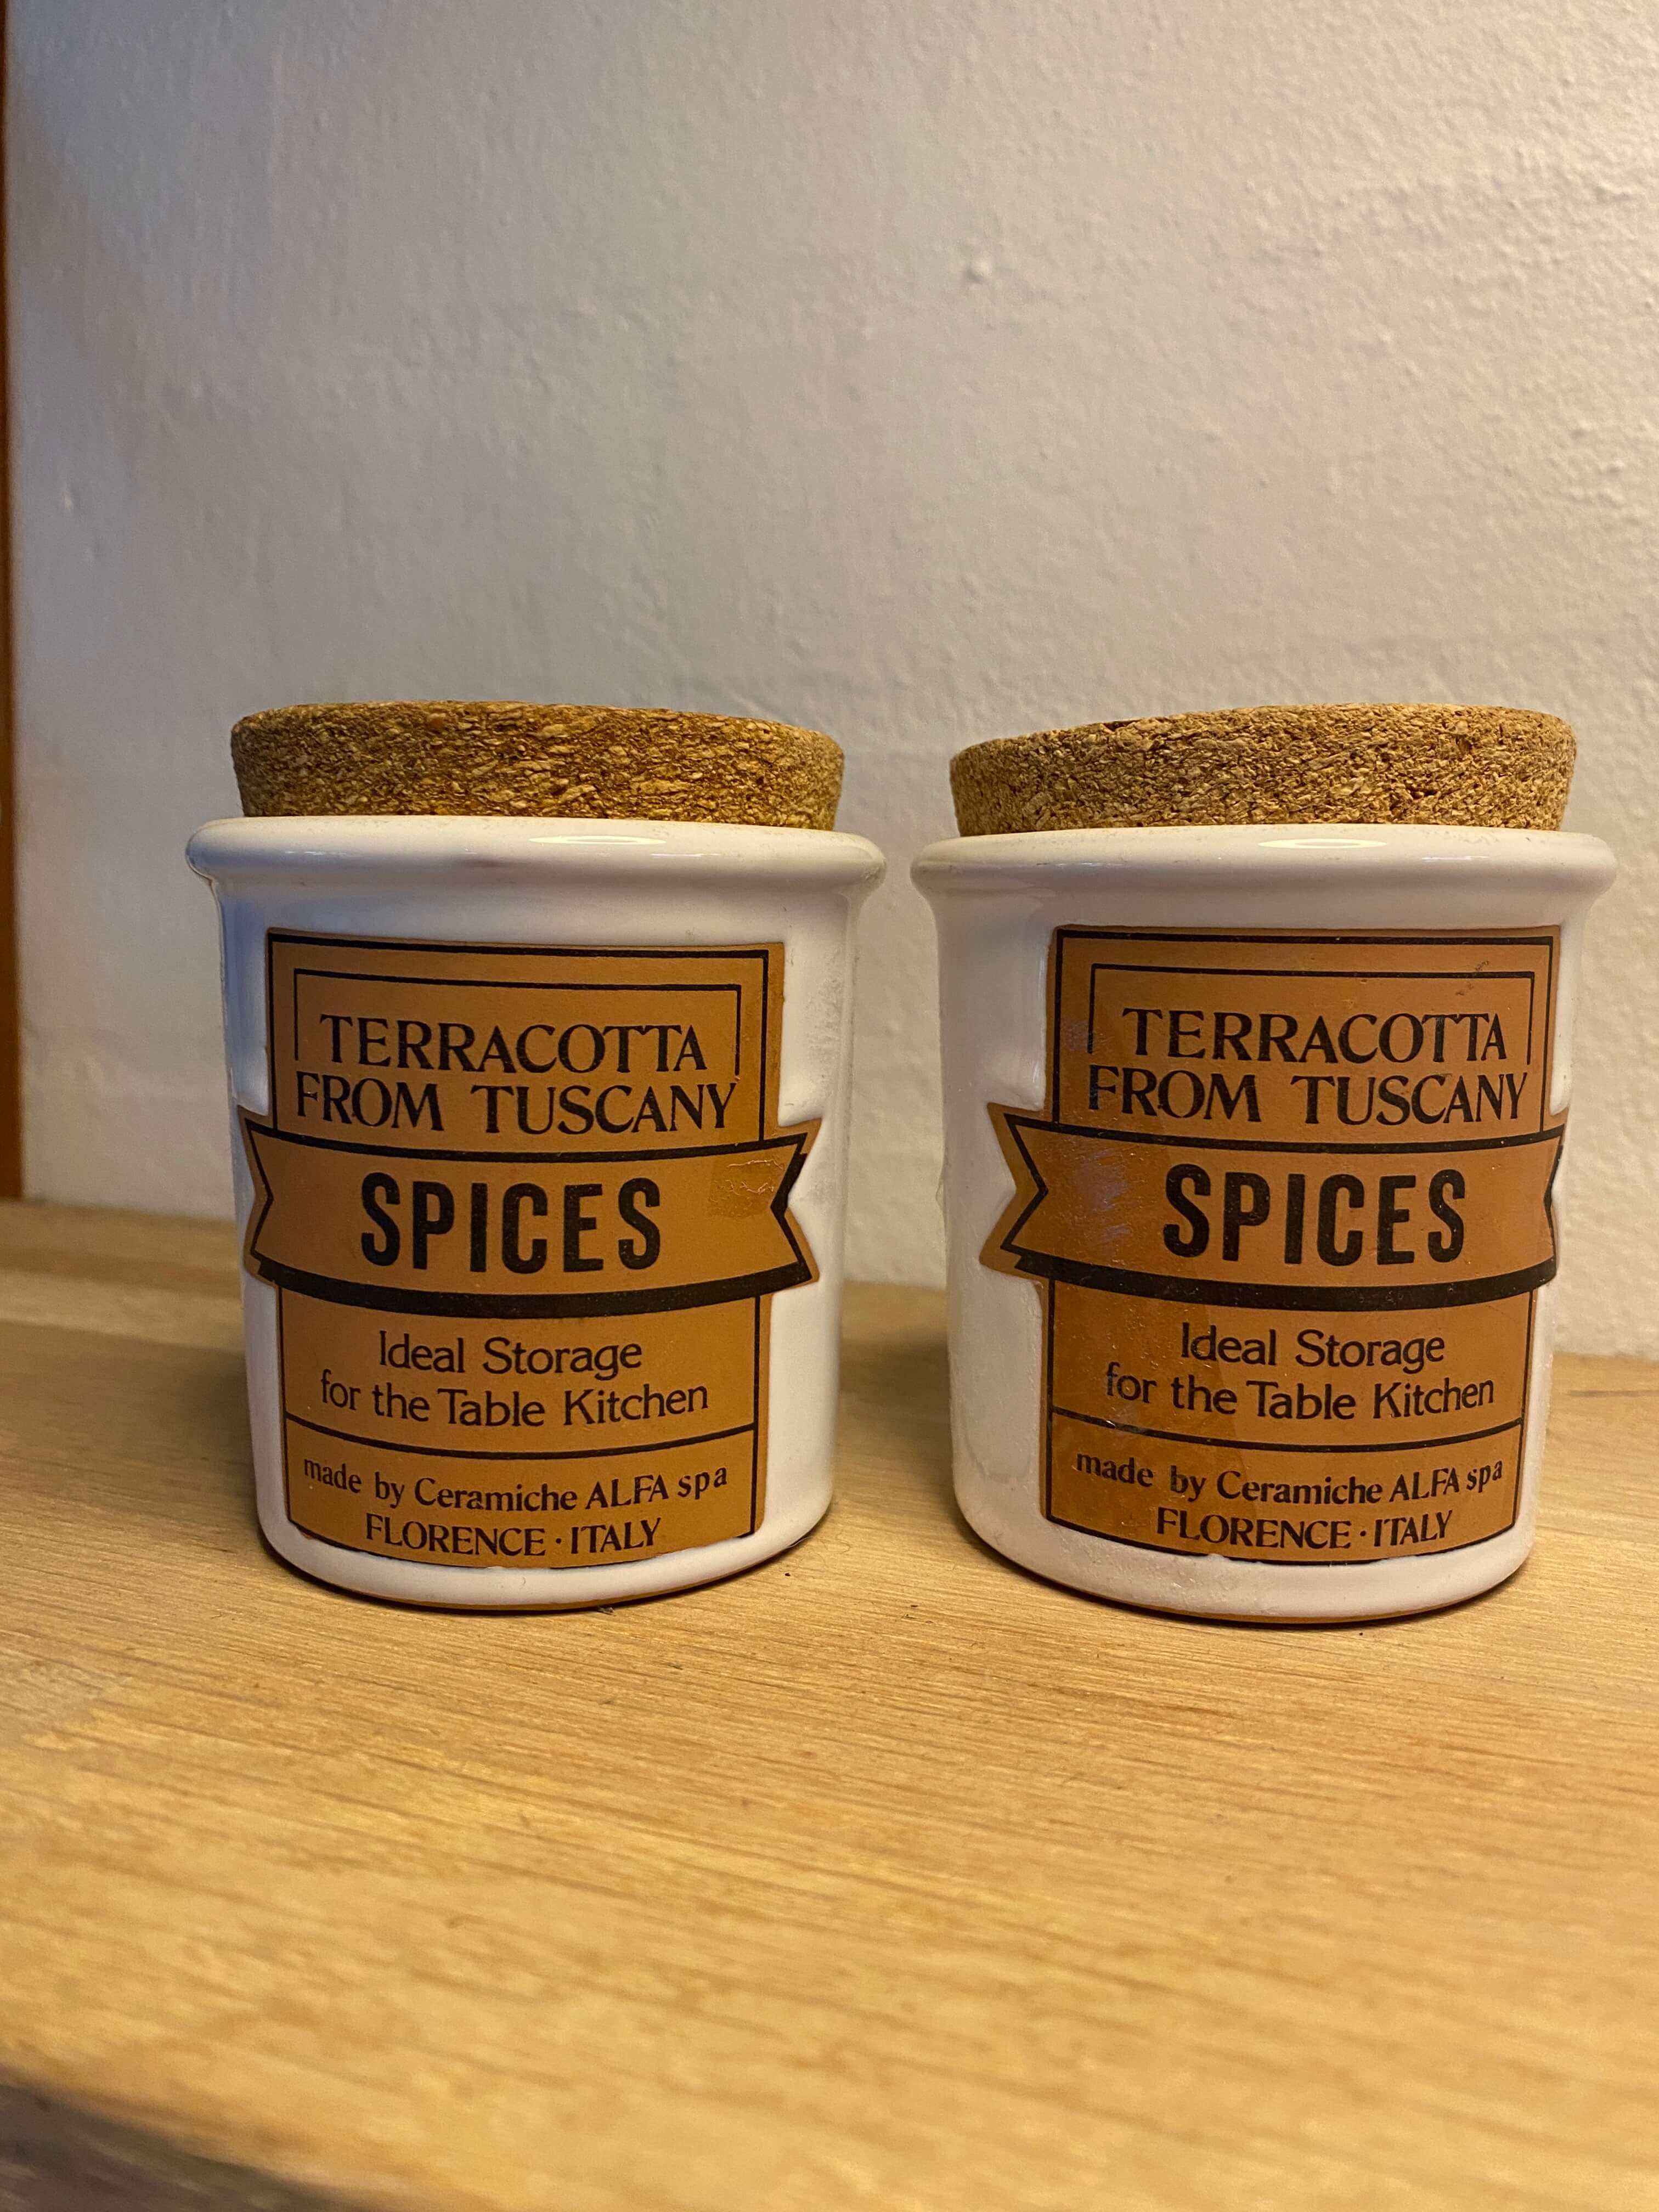 TERRACOTTA
FROM TUSCANY
SPICES
Ideal Storage
for the Table Kitchen
made by Ceramiche ALFA spa
FLORENCE · ITALY
TERRACOTTA
FROM TUSCANY
SPICES
Ideal Storage
for the Table Kitchen
made by Ceramiche ALFA spa
FLORENCE · ITALY